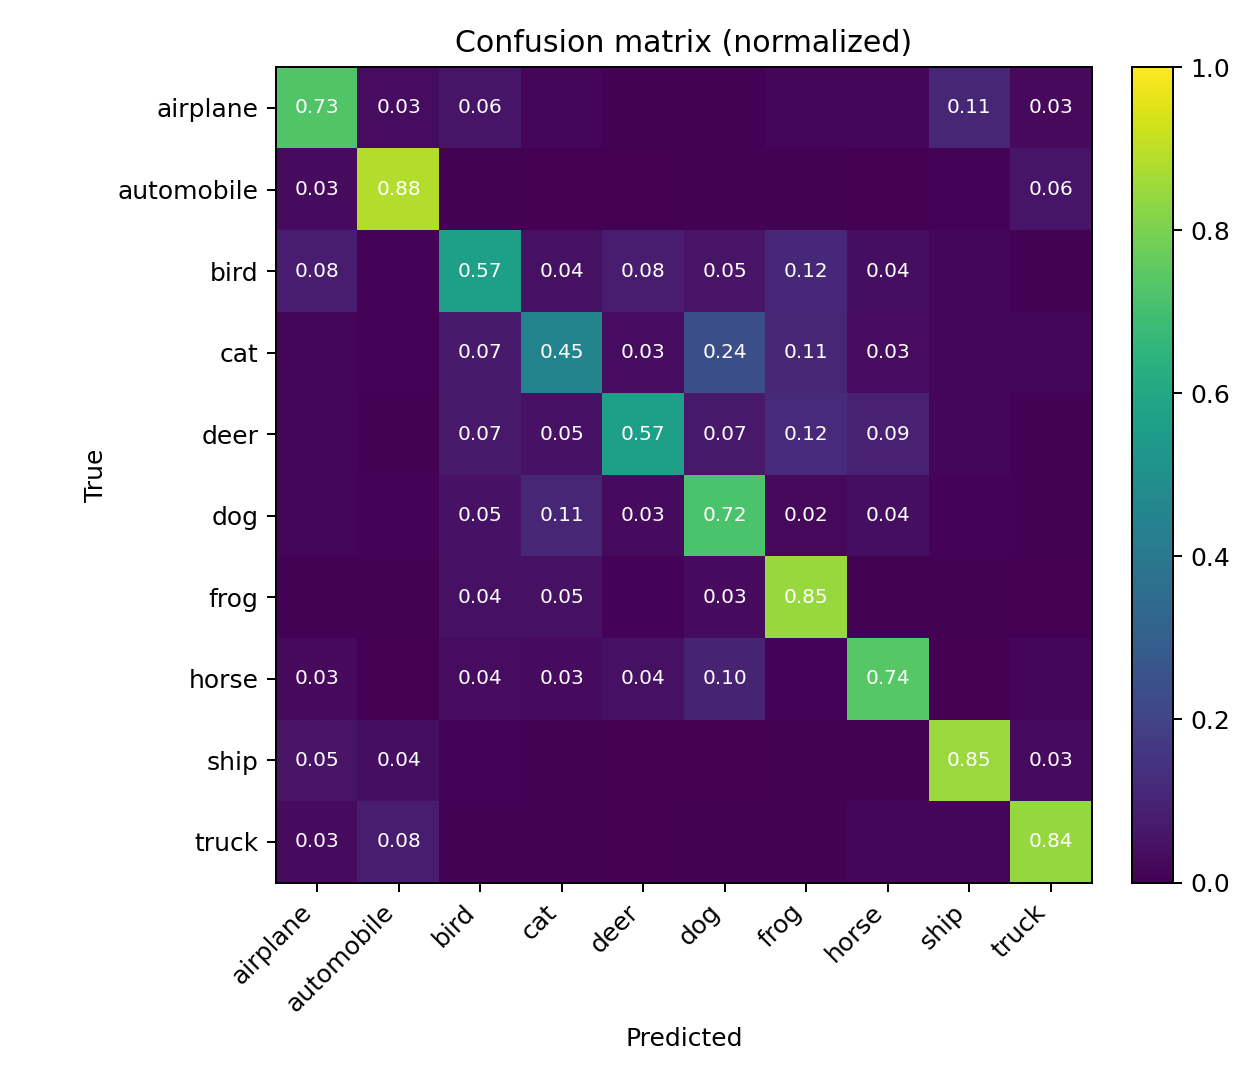 Confusion matrix (normalized)
airplane 0.73 0.03 0.06 0.11 0.03
automobile 0.03 0.88 0.06
bird 0.08 0.57 0.04 0.08 0.05 0.12 0.04
cat 0.07 0.45 0.03 0.24 0.11 0.03
deer 0.07 0.05 0.57 0.07 0.12 0.09
dog 0.05 0.11 0.03 0.72 0.02 0.04
frog 0.04 0.05 0.03 0.85
horse 0.03 0.04 0.03 0.04 0.10 0.74
ship 0.05 0.04 0.85 0.03
truck 0.03 0.08 0.84
True
airplane automobile bird cat deer dog frog horse ship truck
Predicted
1.0
0.8
0.6
0.4
0.2
0.0